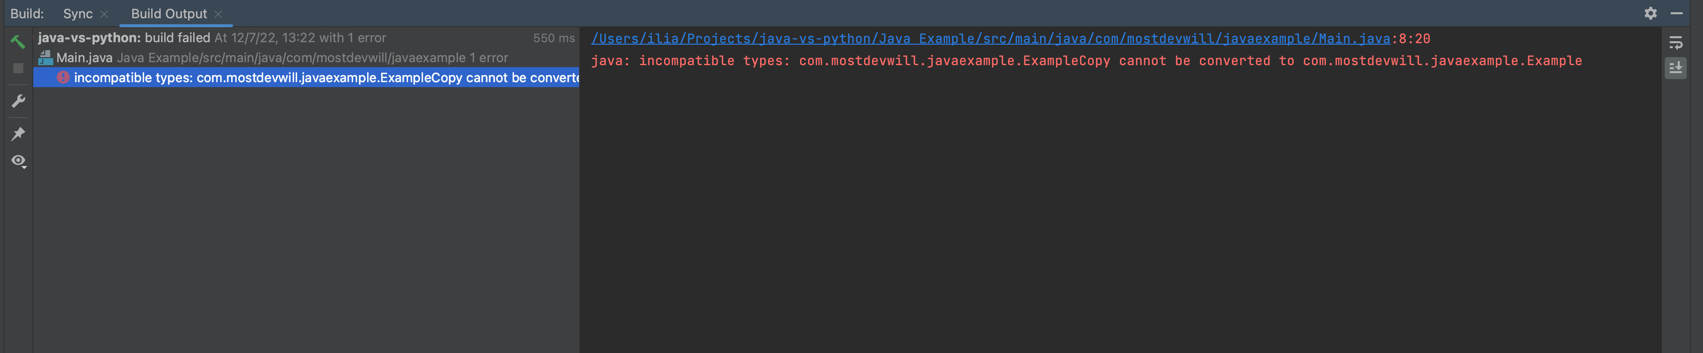 Build: Sync Build Output
java-vs-python: build failed At 12/7/22, 13:22 with 1 error 550 ms
Main.java Java Example/src/main/java/com/mostdevwill/javaexample 1 error
incompatible types: com.mostdevwill.javaexample.ExampleCopy cannot be converte
/Users/ilia/Projects/java-vs-python/Java Example/src/main/java/com/mostdevwill/javaexample/Main.java:8:20
java: incompatible types: com.mostdevwill.javaexample.ExampleCopy cannot be converted to com.mostdevwill.javaexample.Example